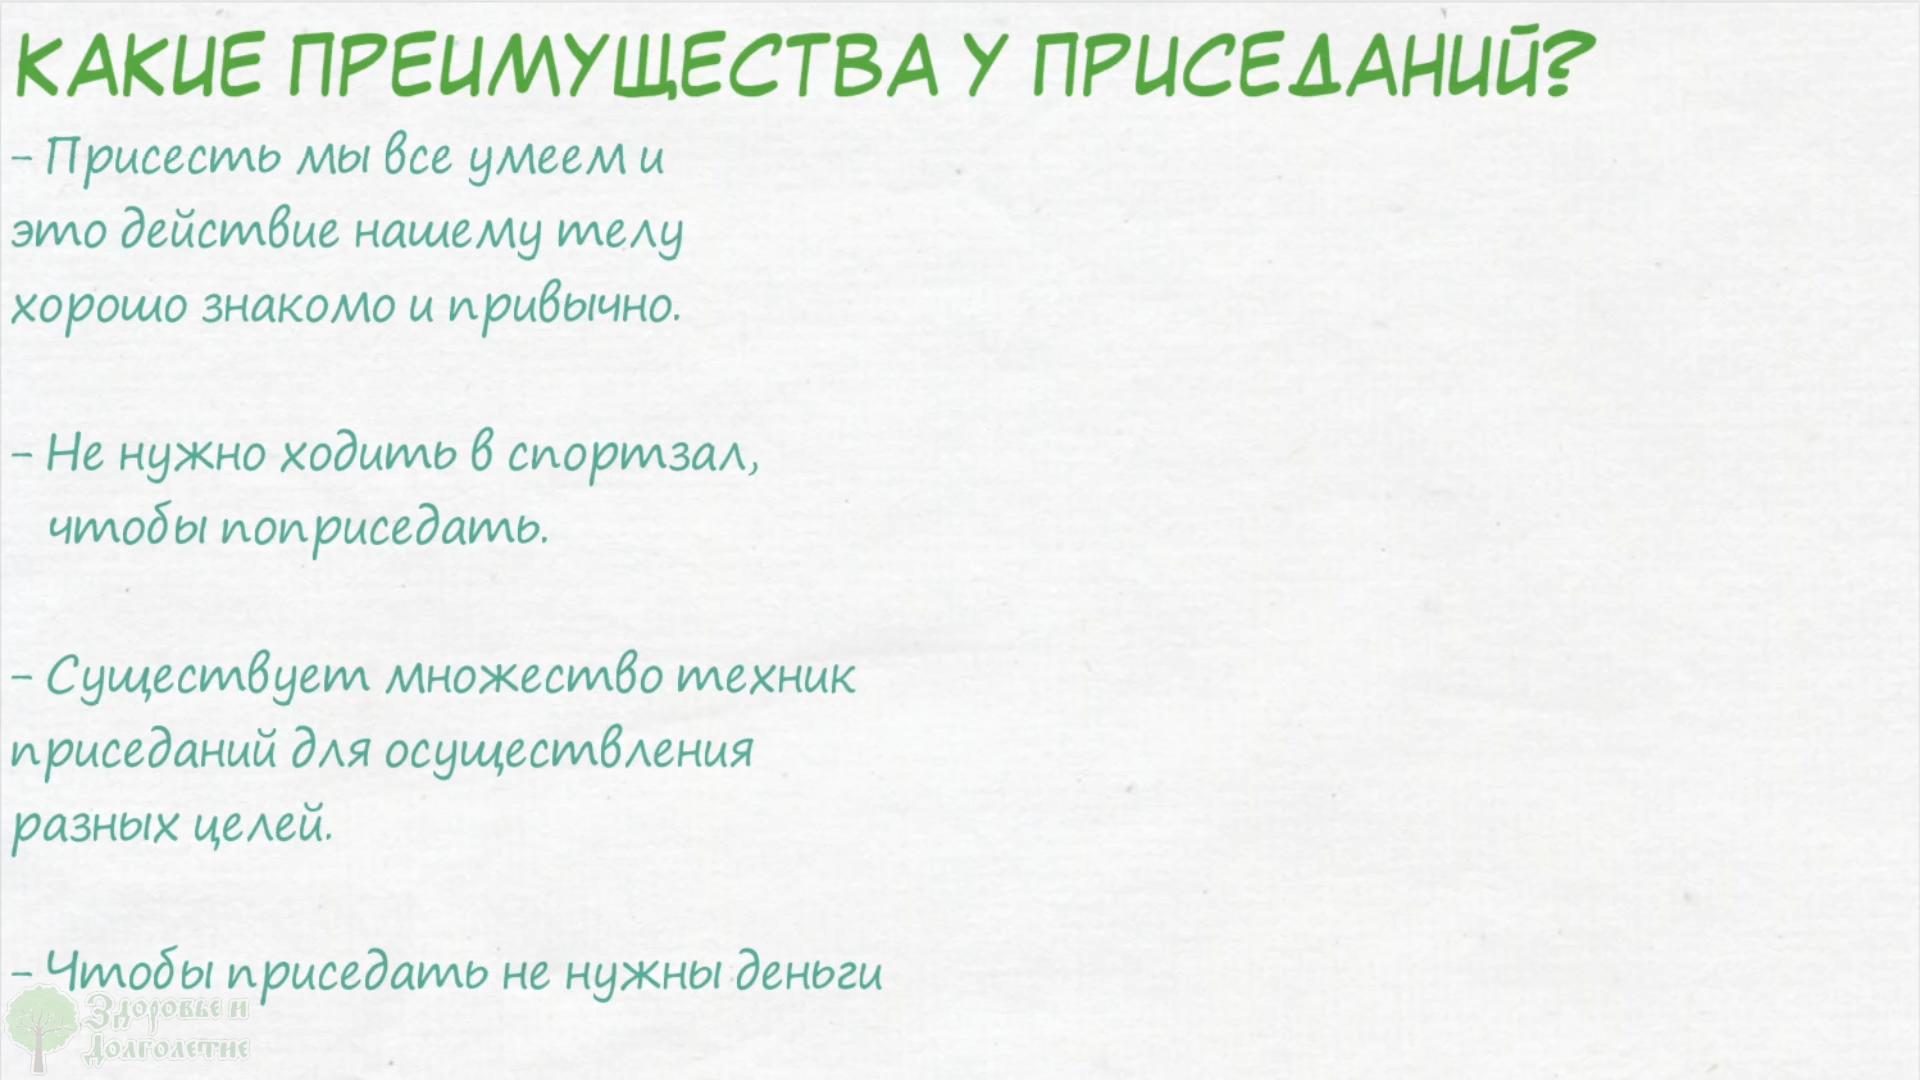 КАКИЕ ПРЕИМУЩЕСТВА У ПРИСЕДАНИЙ?
- Присесть мы все умеем и
это действие нашему телу
хорошо знакомо и привычно.
- Не нужно ходить в спортзал,
чтобы поприседать.
- Существует множество техник
приседаний для осуществления
разных целей.
- Чтобы приседать не нужны деньги
Здоровье и
Долголетие